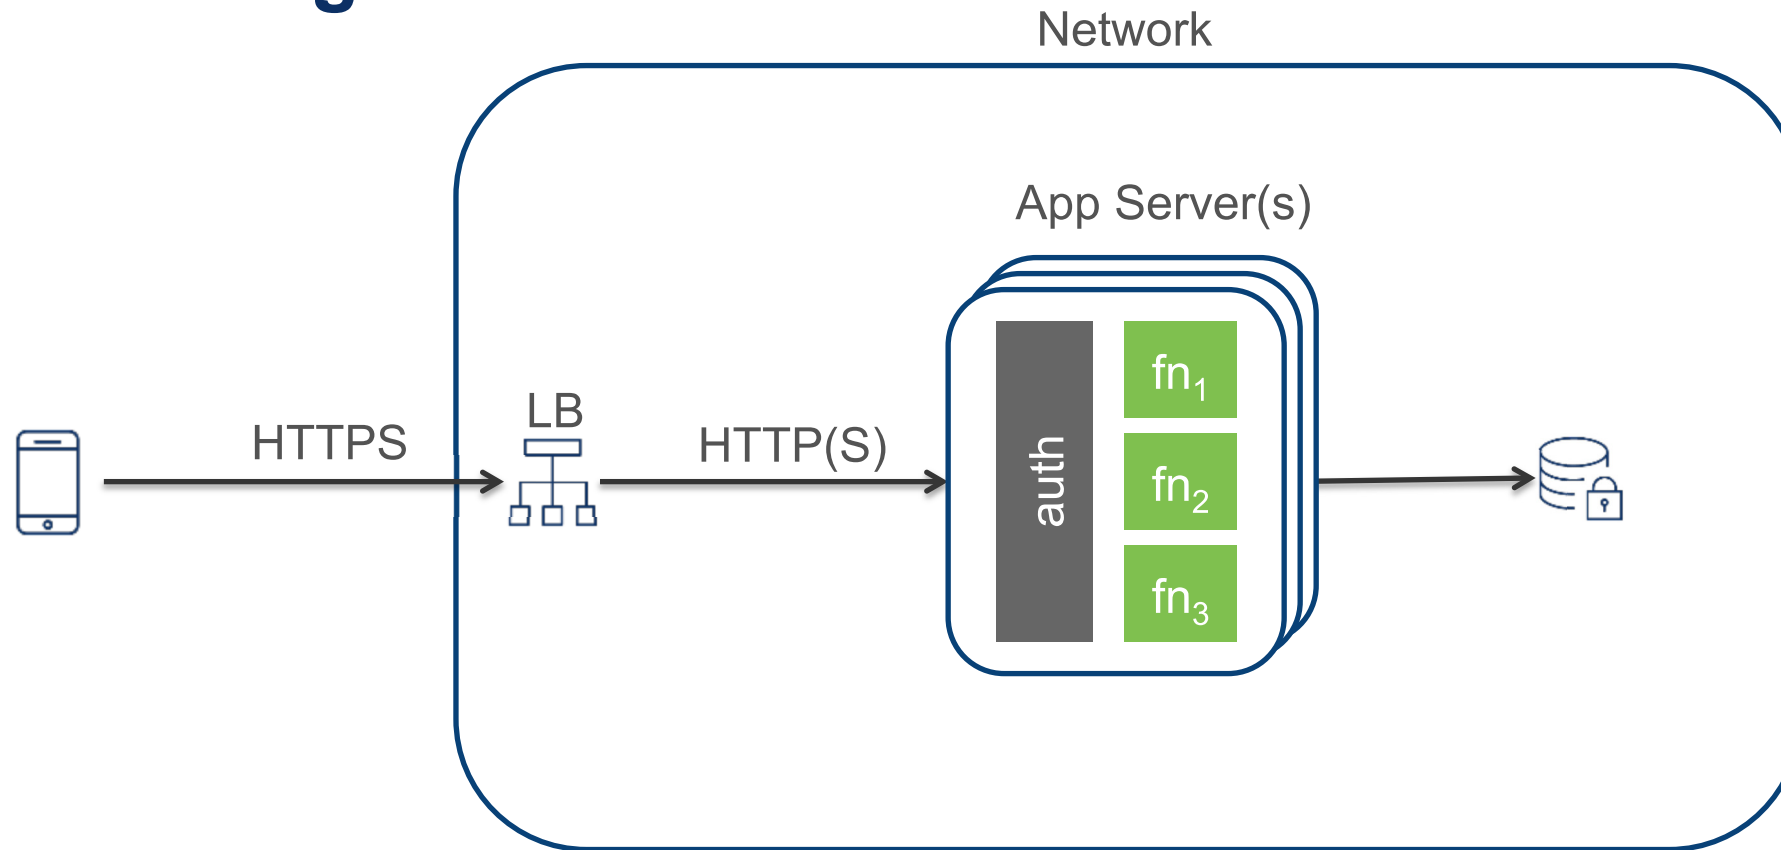 Network
App Server(s)
HTTPS
LB
HTTP(S)
auth
fn₁
fn₂
fn₃